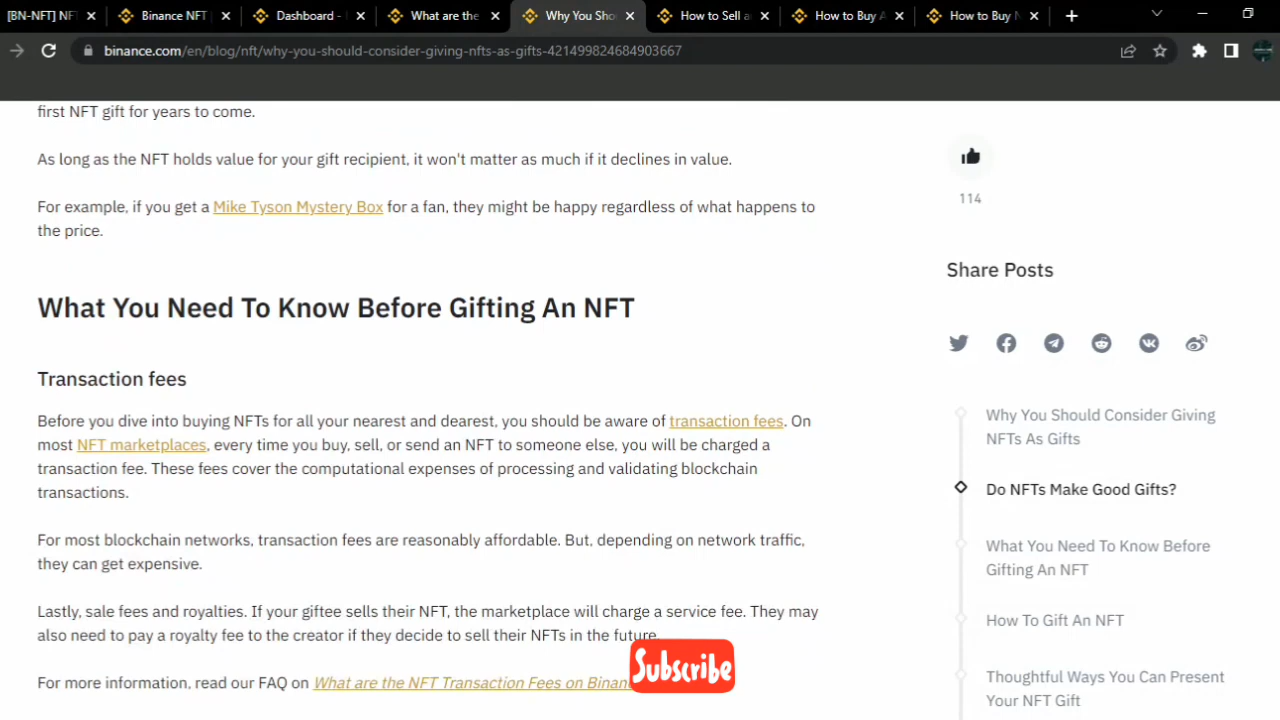 [BN-NFT] NFT
Binance NFT
Dashboard -
What are the
Why You Shou
How to Sell a
How to Buy A
How to Buy N
binance.com/en/blog/nft/why-you-should-consider-giving-nfts-as-gifts-421499824684903667
first NFT gift for years to come.
As long as the NFT holds value for your gift recipient, it won't matter as much if it declines in value.
For example, if you get a Mike Tyson Mystery Box for a fan, they might be happy regardless of what happens to
the price.
What You Need To Know Before Gifting An NFT
Transaction fees
Before you dive into buying NFTs for all your nearest and dearest, you should be aware of transaction fees. On
most NFT marketplaces, every time you buy, sell, or send an NFT to someone else, you will be charged a
transaction fee. These fees cover the computational expenses of processing and validating blockchain
transactions.
For most blockchain networks, transaction fees are reasonably affordable. But, depending on network traffic,
they can get expensive.
Lastly, sale fees and royalties. If your giftee sells their NFT, the marketplace will charge a service fee. They may
also need to pay a royalty fee to the creator if they decide to sell their NFTs in the future.
For more information, read our FAQ on What are the NFT Transaction Fees on Binan
Subscribe
114
Share Posts
Why You Should Consider Giving
NFTs As Gifts
Do NFTs Make Good Gifts?
What You Need To Know Before
Gifting An NFT
How To Gift An NFT
Thoughtful Ways You Can Present
Your NFT Gift